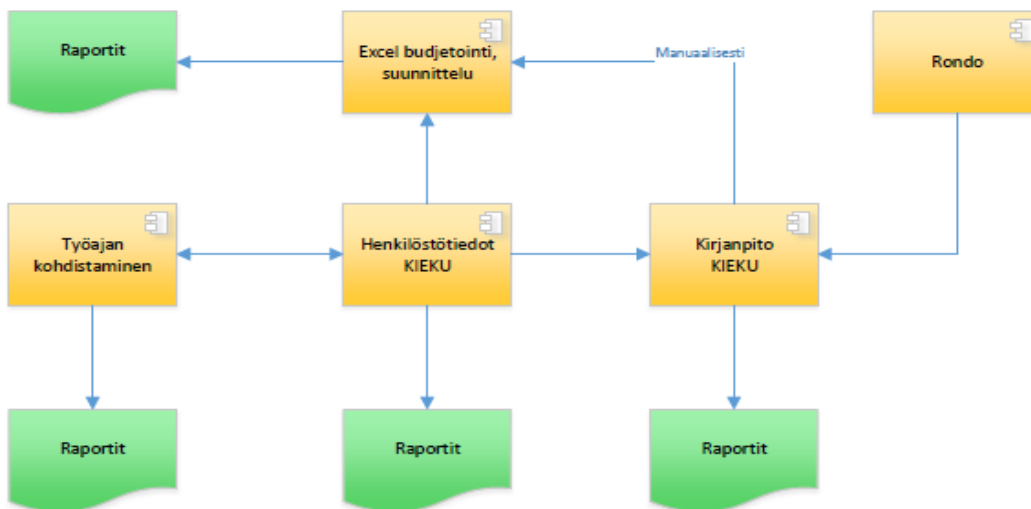 Raportit
Excel budjetointi,
suunnittelu
Manuaalisesti
Rondo
Työajan
kohdistaminen
Henkilöstötiedot
KIEKU
Kirjanpito
KIEKU
Raportit
Raportit
Raportit